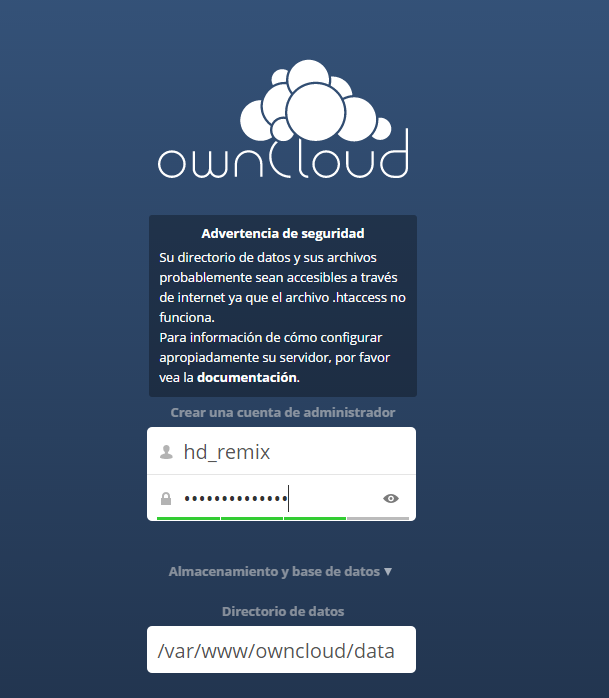 ownCloud
Advertencia de seguridad
Su directorio de datos y sus archivos
probablemente sean accesibles a través
de internet ya que el archivo .htaccess no
funciona.
Para información de cómo configurar
apropiadamente su servidor, por favor
vea la documentación.
Crear una cuenta de administrador
hd_remix
••••••••••••••
Almacenamiento y base de datos ▼
Directorio de datos
/var/www/owncloud/data